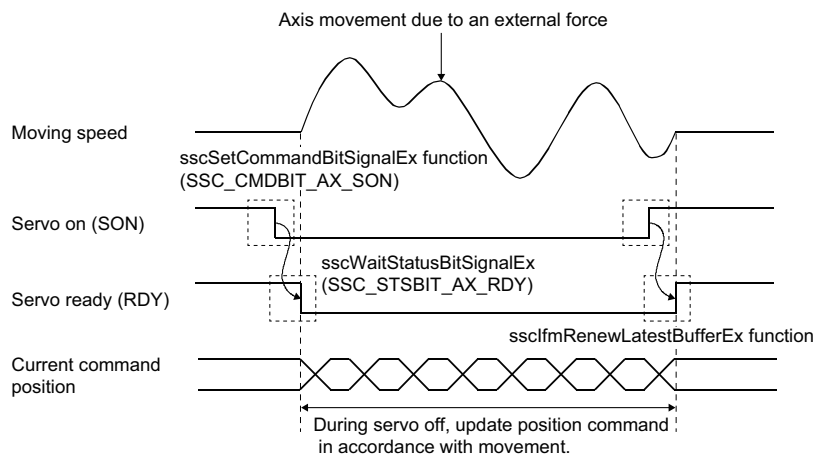 Axis movement due to an external force
Moving speed
sscSetCommandBitSignalEx function
(SSC_CMDBIT_AX_SON)
Servo on (SON)
sscWaitStatusBitSignalEx
(SSC_STSBIT_AX_RDY)
Servo ready (RDY)
sscIfmRenewLatestBufferEx function
Current command
position
During servo off, update position command
in accordance with movement.